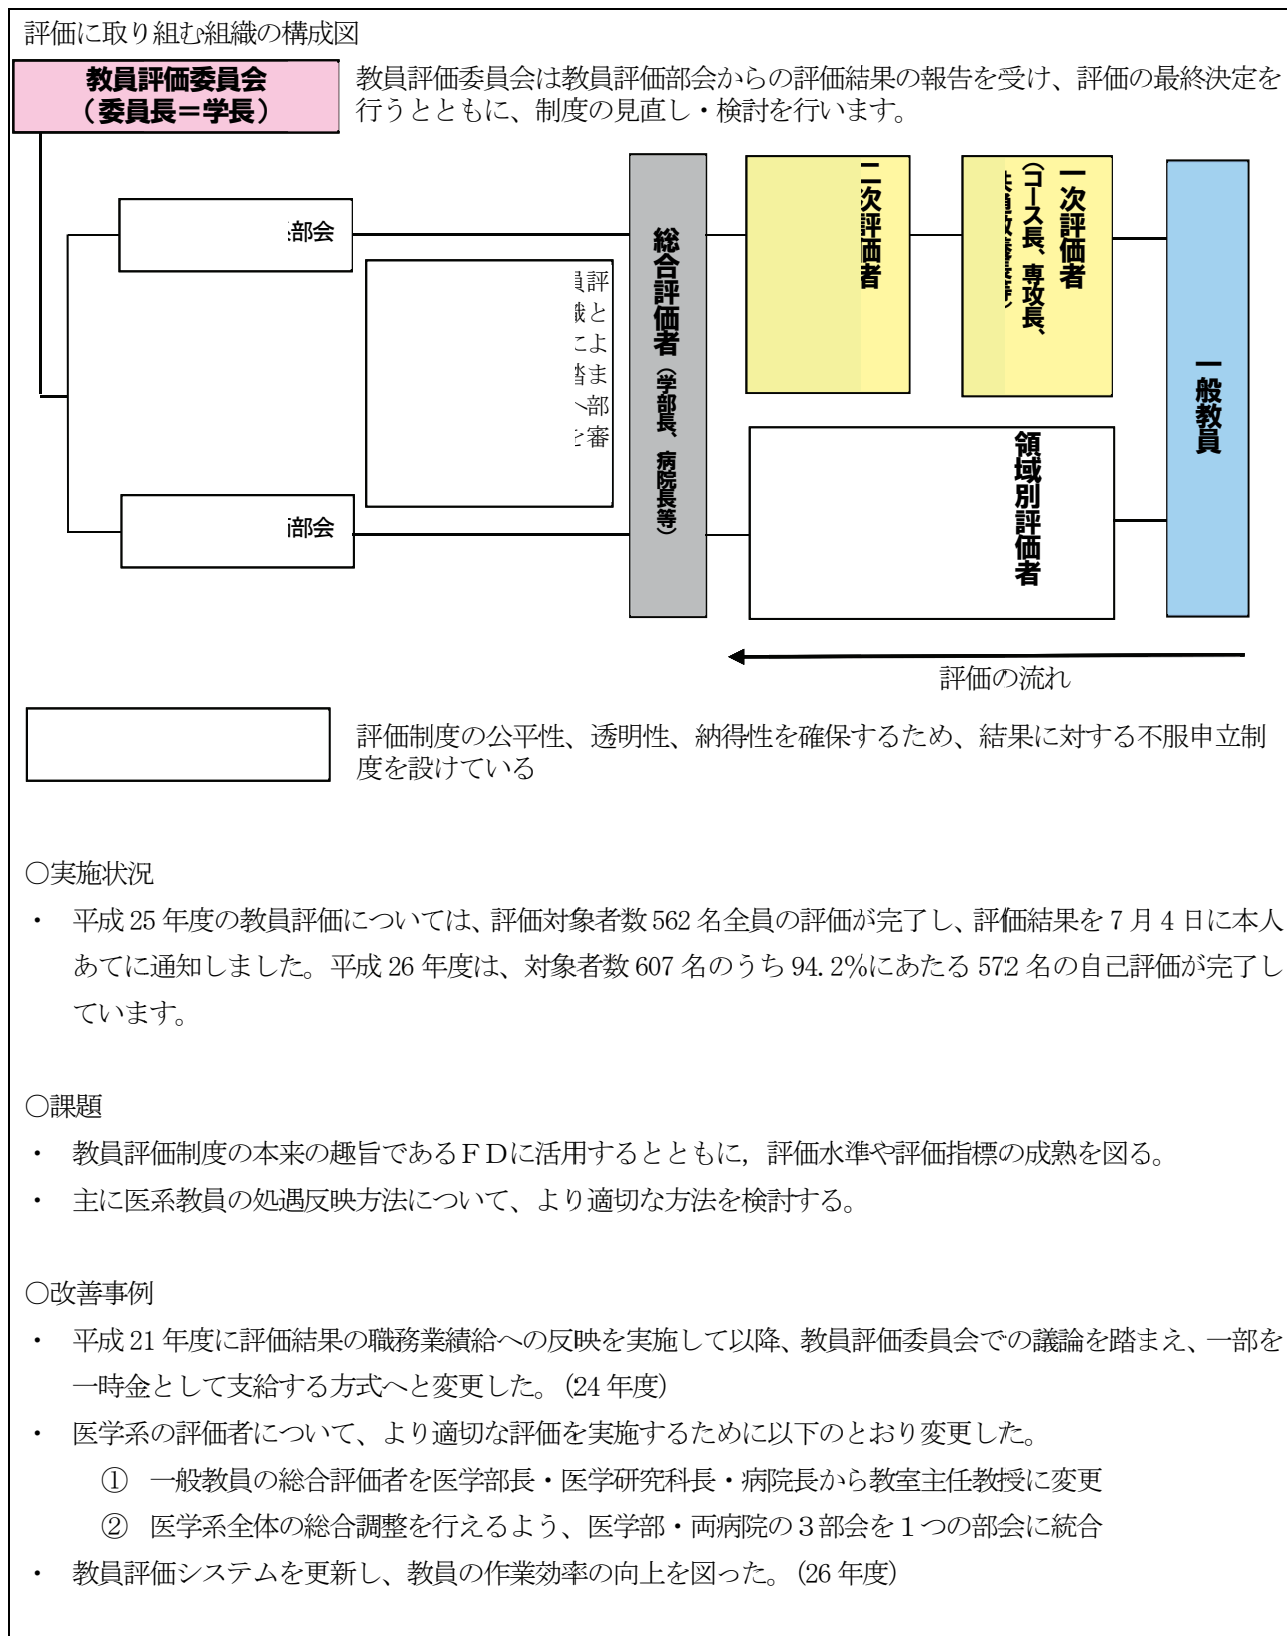 評価に取り組む組織の構成図
教員評価委員会
（委員長＝学長）
教員評価委員会は教員評価部会からの評価結果の報告を受け、評価の最終決定を
行うとともに、制度の見直し・検討を行います。
部会
員評
と
よ
踏ま
部
審
部会
総合評価者（学部長、病院長等）
二次評価者
一次評価者
（コース長、専攻長、
領域別評価者
一般教員
評価の流れ
評価制度の公平性、透明性、納得性を確保するため、結果に対する不服申立制
度を設けている
○実施状況
・ 平成 25 年度の教員評価については、評価対象者数 562 名全員の評価が完了し、評価結果を 7 月 4 日に本人
あてに通知しました。平成 26 年度は、対象者数 607 名のうち 94.2％にあたる 572 名の自己評価が完了し
ています。
○課題
・ 教員評価制度の本来の趣旨であるＦＤに活用するとともに，評価水準や評価指標の成熟を図る。
・ 主に医系教員の処遇反映方法について、より適切な方法を検討する。
○改善事例
・ 平成 21 年度に評価結果の職務業績給への反映を実施して以降、教員評価委員会での議論を踏まえ、一部を
一時金として支給する方式へと変更した。(24 年度)
・ 医学系の評価者について、より適切な評価を実施するために以下のとおり変更した。
① 一般教員の総合評価者を医学部長・医学研究科長・病院長から教室主任教授に変更
② 医学系全体の総合調整を行えるよう、医学部・両病院の３部会を１つの部会に統合
・ 教員評価システムを更新し、教員の作業効率の向上を図った。(26 年度)